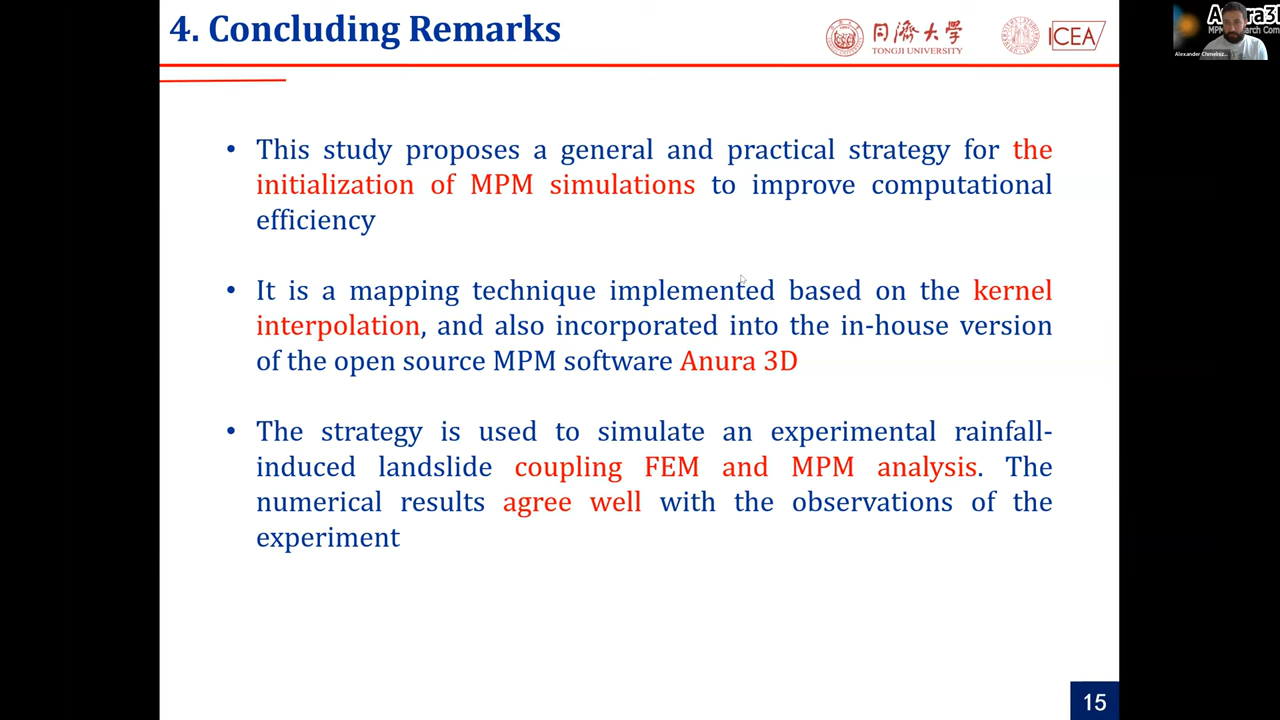 4. Concluding Remarks
同濟大學
TONGJI UNIVERSITY
ICEA
• This study proposes a general and practical strategy for the
initialization of MPM simulations to improve computational
efficiency
• It is a mapping technique implemented based on the kernel
interpolation, and also incorporated into the in-house version
of the open source MPM software Anura 3D
• The strategy is used to simulate an experimental rainfall-
induced landslide coupling FEM and MPM analysis. The
numerical results agree well with the observations of the
experiment
15